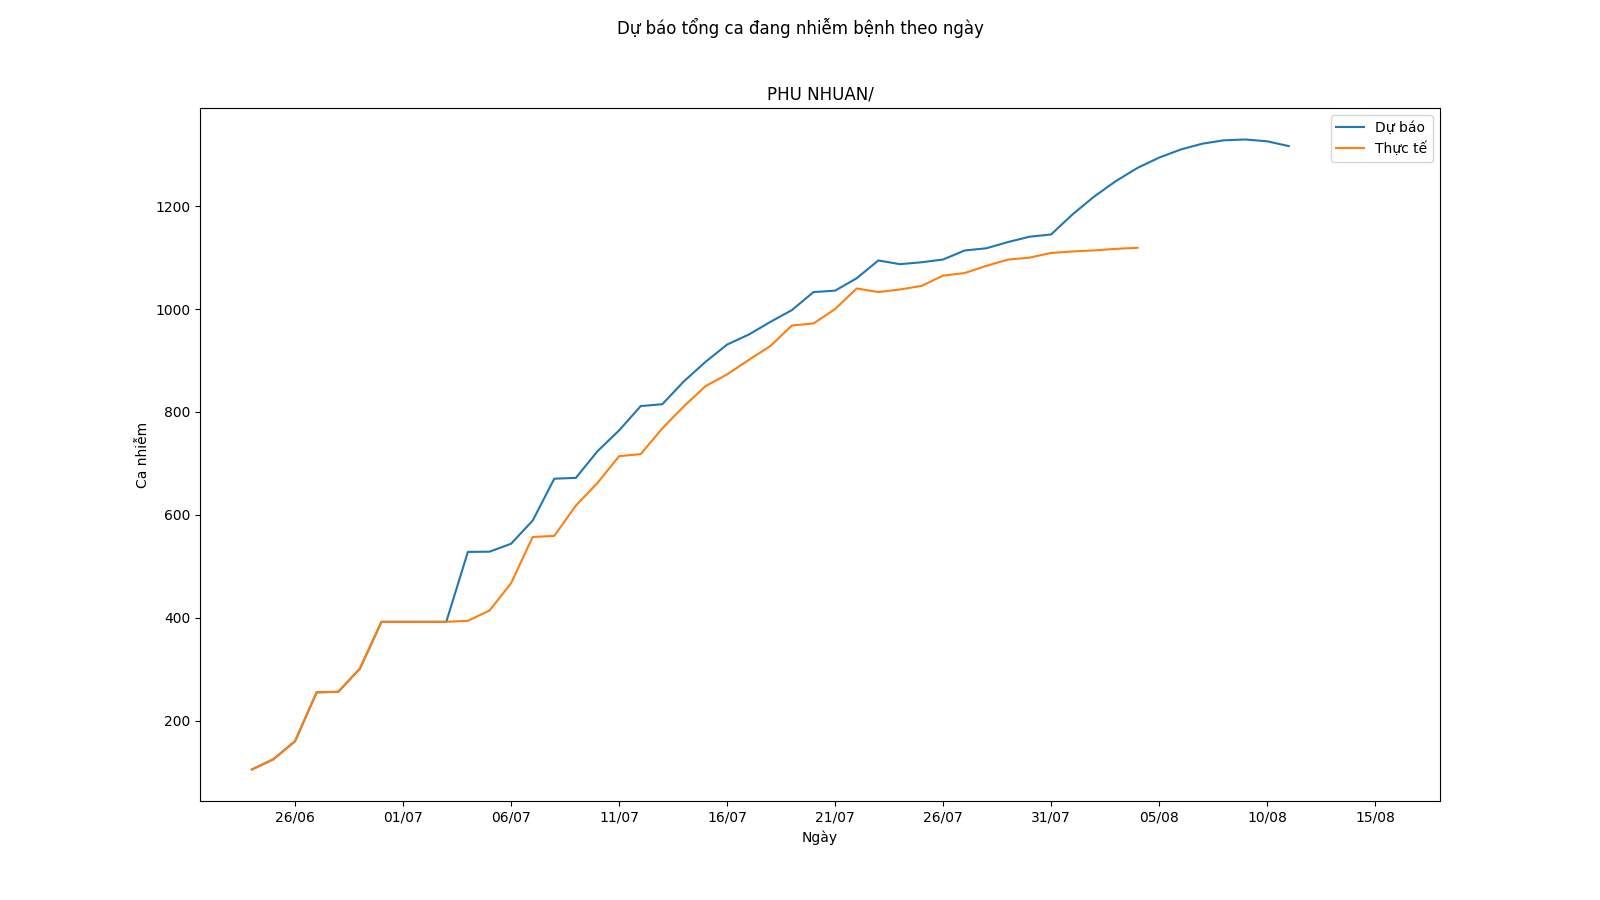 Dự báo tổng ca đang nhiễm bệnh theo ngày
PHU NHUAN/
Dự báo
Thực tế
Ca nhiễm
1200
1000
800
600
400
200
26/06 01/07 06/07 11/07 16/07 21/07 26/07 31/07 05/08 10/08 15/08
Ngày